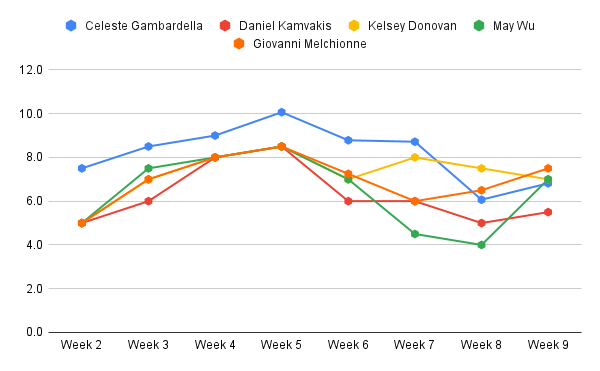 Celeste Gambardella Daniel Kamvakis Kelsey Donovan May Wu
Giovanni Melchionne
12.0
10.0
8.0
6.0
4.0
2.0
0.0
Week 2 Week 3 Week 4 Week 5 Week 6 Week 7 Week 8 Week 9